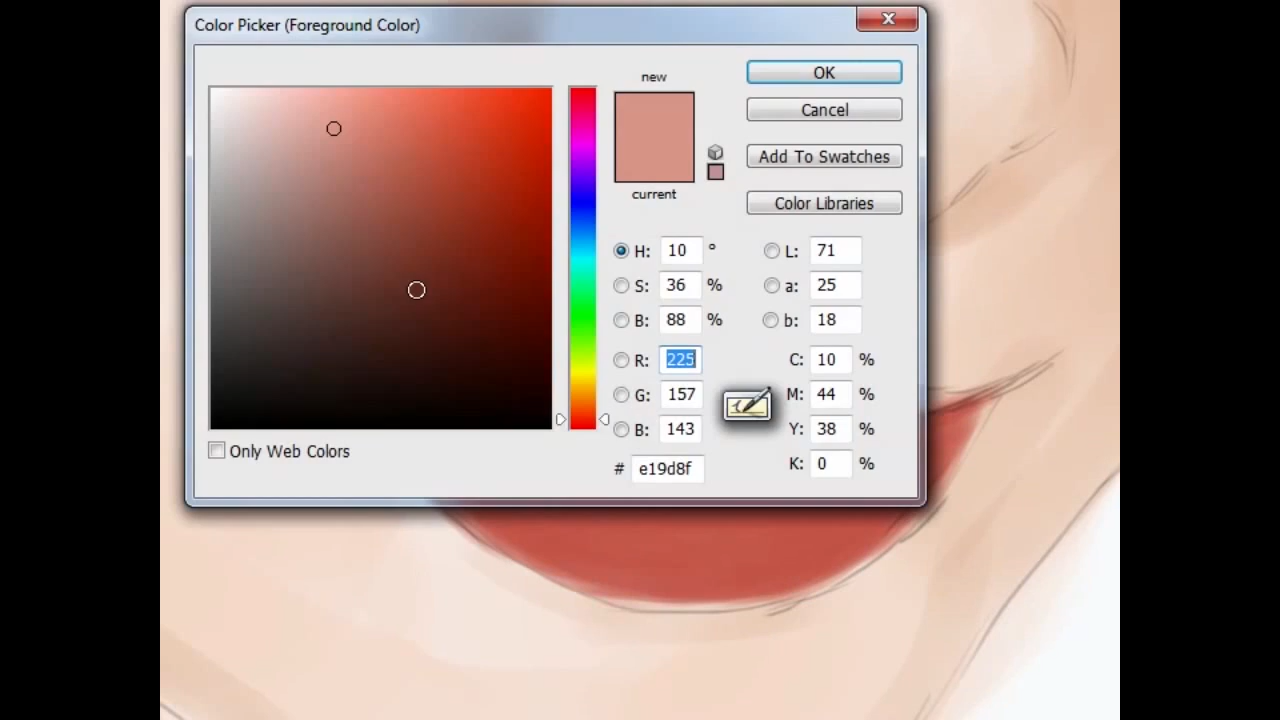 Color Picker (Foreground Color)
new
current
OK
Cancel
Add To Swatches
Color Libraries
H: 10 °
S: 36 %
B: 88 %
R: 225
G: 157
B: 143
# e19d8f
L: 71
a: 25
b: 18
C: 10 %
M: 44 %
Y: 38 %
K: 0 %
Only Web Colors